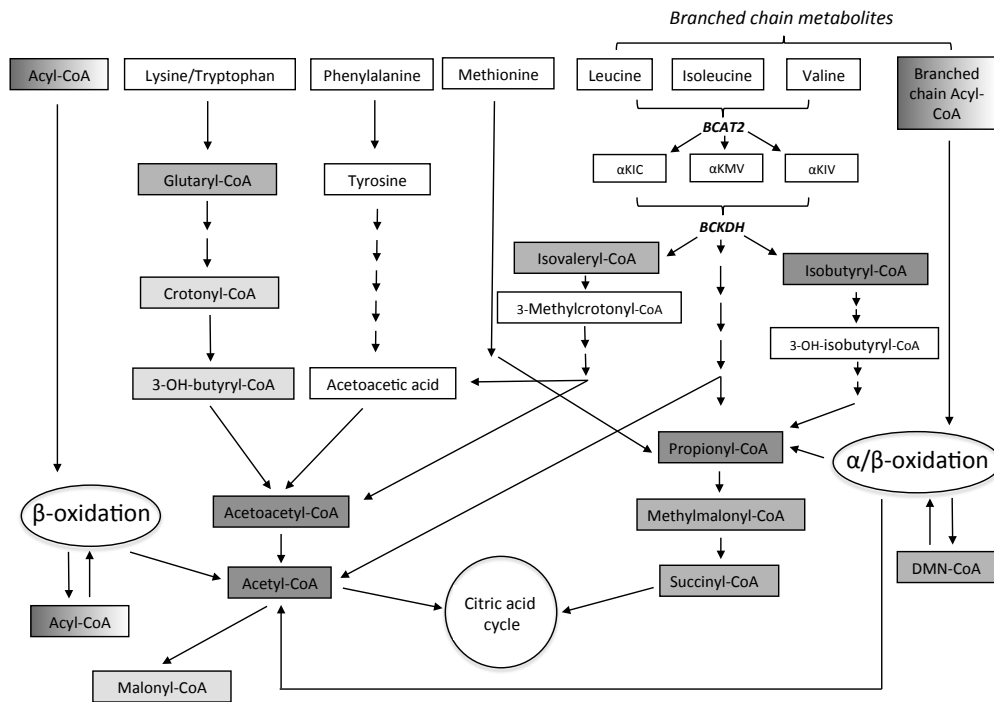 Branched chain metabolites
Acyl-CoA
Lysine/Tryptophan
Phenylalanine
Methionine
Leucine
Isoleucine
Valine
Branched
chain Acyl-
CoA
BCAT2
αKIC
αKMV
αKIV
Glutaryl-CoA
Tyrosine
BCKDH
Isovaleryl-CoA
Isobutyryl-CoA
Crotonyl-CoA
3-Methylcrotonyl-CoA
3-OH-isobutyryl-CoA
3-OH-butyryl-CoA
Acetoacetic acid
Propionyl-CoA
α/β-oxidation
β-oxidation
Acetoacetyl-CoA
Methylmalonyl-CoA
DMN-CoA
Acetyl-CoA
Succinyl-CoA
Citric acid
cycle
Acyl-CoA
Malonyl-CoA